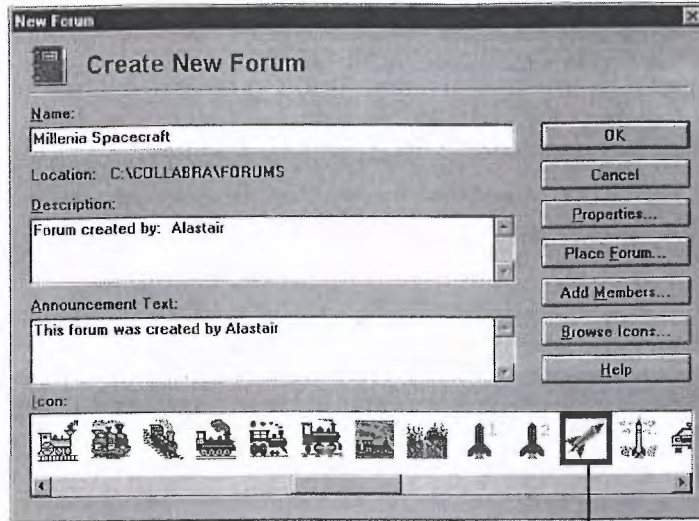 New Forum
Create New Forum
Name:
Millenia Spacecraft
Location: C:\COLLABRA\FORUMS
Description:
Forum created by: Alastair
Announcement Text:
This forum was created by Alastair
Icon:
OK
Cancel
Properties...
Place Forum...
Add Members...
Browse Icons...
Help